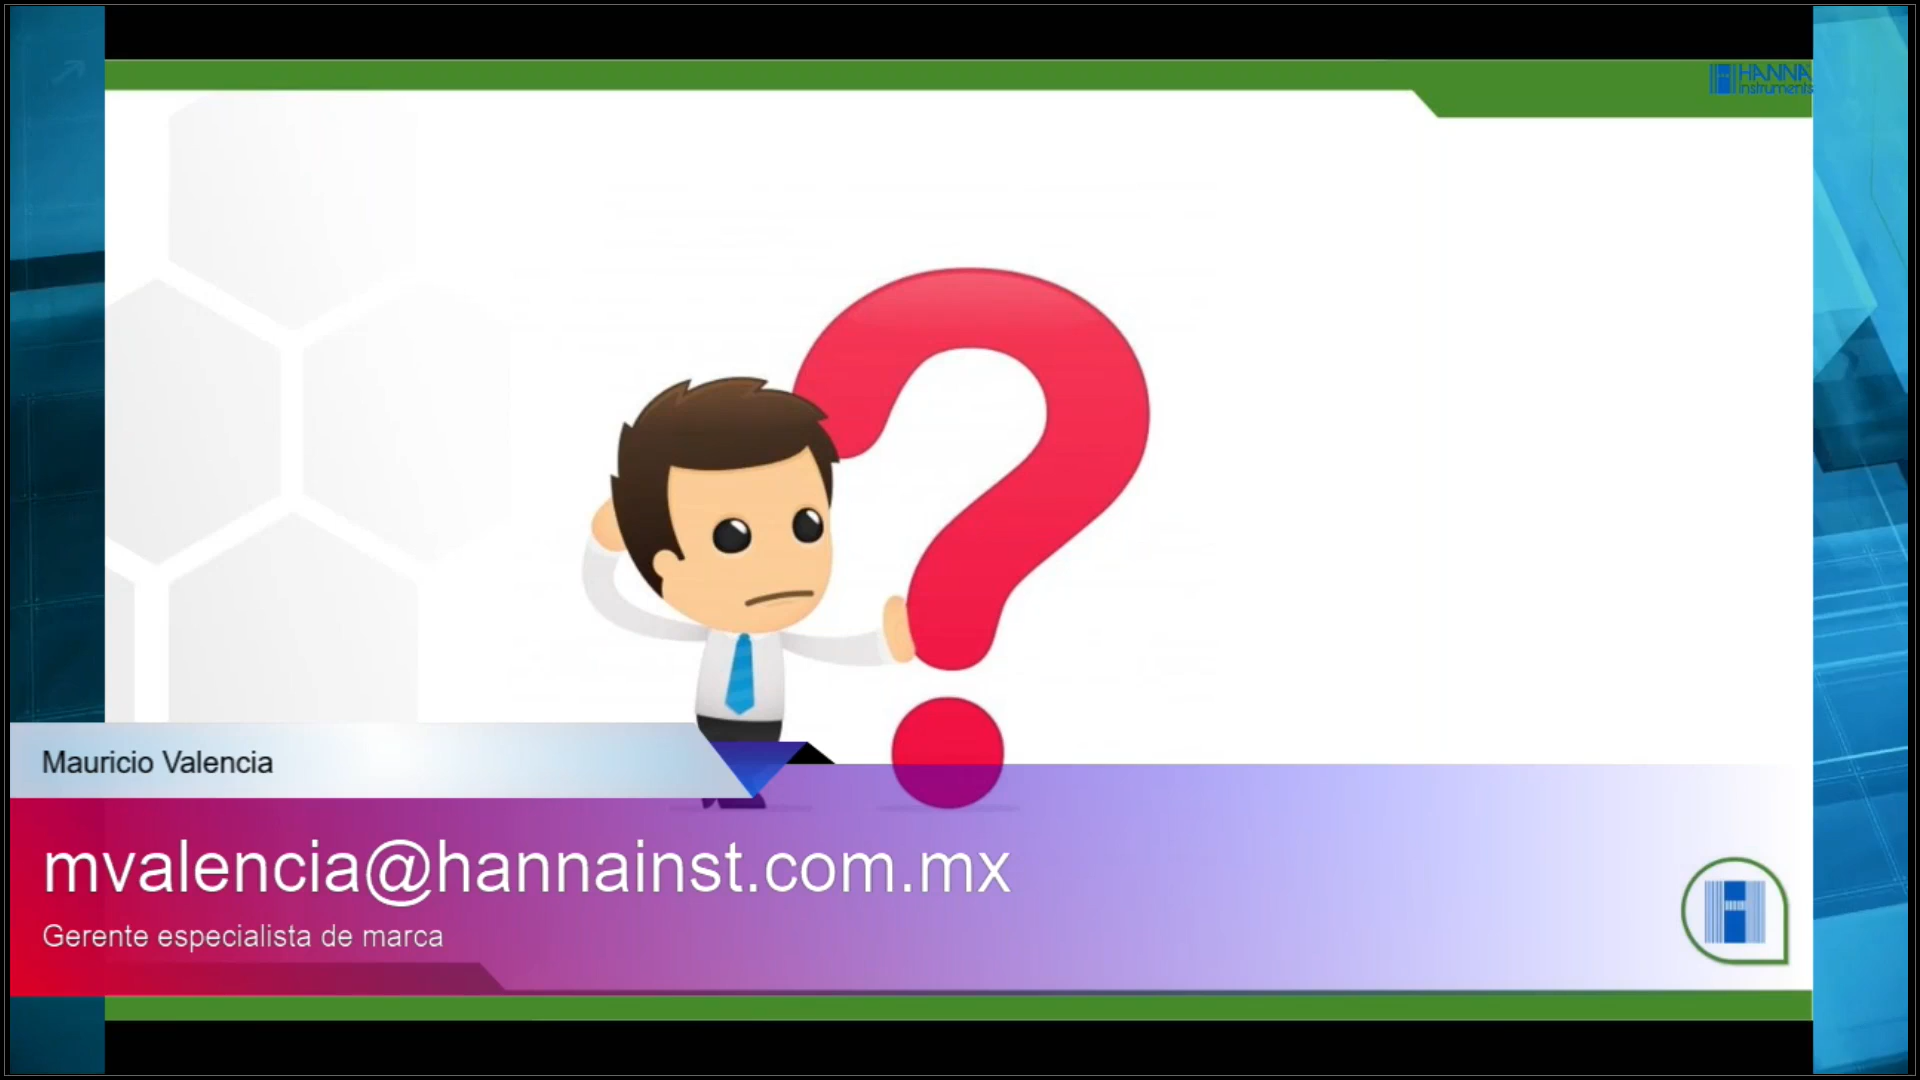 HANNA
instruments
Mauricio Valencia
mvalencia@hannainst.com.mx
Gerente especialista de marca